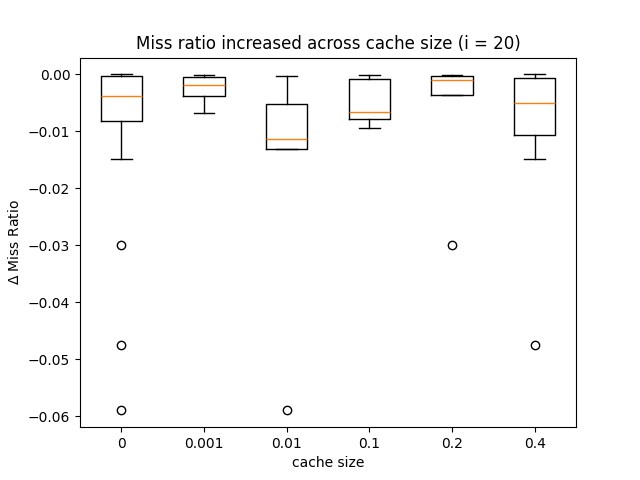 Miss ratio increased across cache size (i = 20)
0.00
−0.01
−0.02
−0.03
−0.04
−0.05
−0.06
Δ Miss Ratio
0 0.001 0.01 0.1 0.2 0.4
cache size